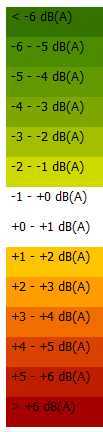 < -6 dB(A)
-6 - -5 dB(A)
-5 - -4 dB(A)
-4 - -3 dB(A)
-3 - -2 dB(A)
-2 - -1 dB(A)
-1 - +0 dB(A)
+0 - +1 dB(A)
+1 - +2 dB(A)
+2 - +3 dB(A)
+3 - +4 dB(A)
+4 - +5 dB(A)
+5 - +6 dB(A)
> +6 dB(A)